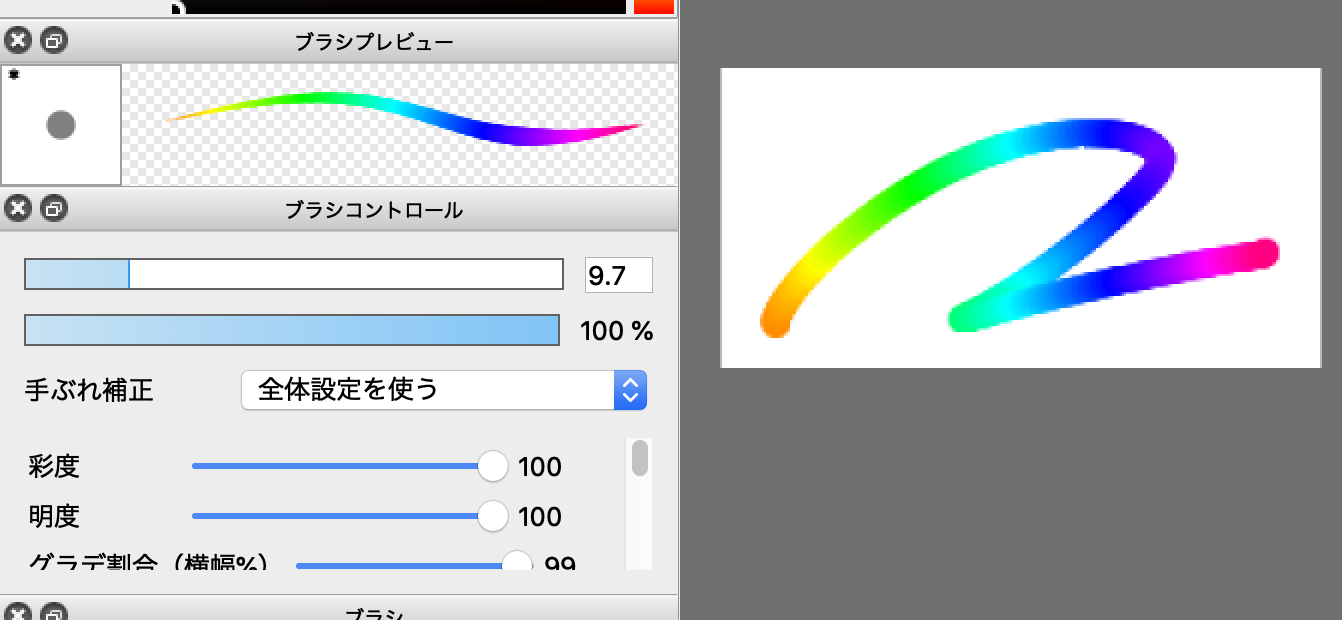 ブラシプレビュー
ブラシコントロール
9.7
100 %
手ぶれ補正 全体設定を使う
彩度 100
明度 100
グラデ割合（横幅%） 99
ブラシ